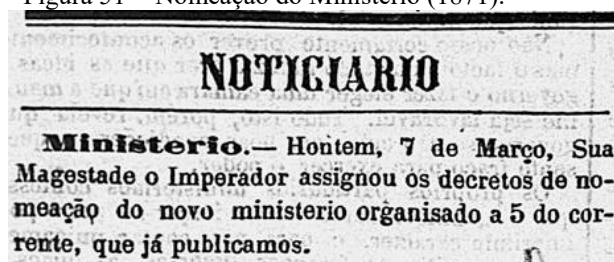 Figura 31 – Nomeação do Ministério (1871).
NOTICIARIO
Ministerio.— Hontem, 7 de Março, Sua
Magestade o Imperador assignou os decretos de no-
meação do novo ministerio organisado a 5 do cor-
rente, que já publicamos.